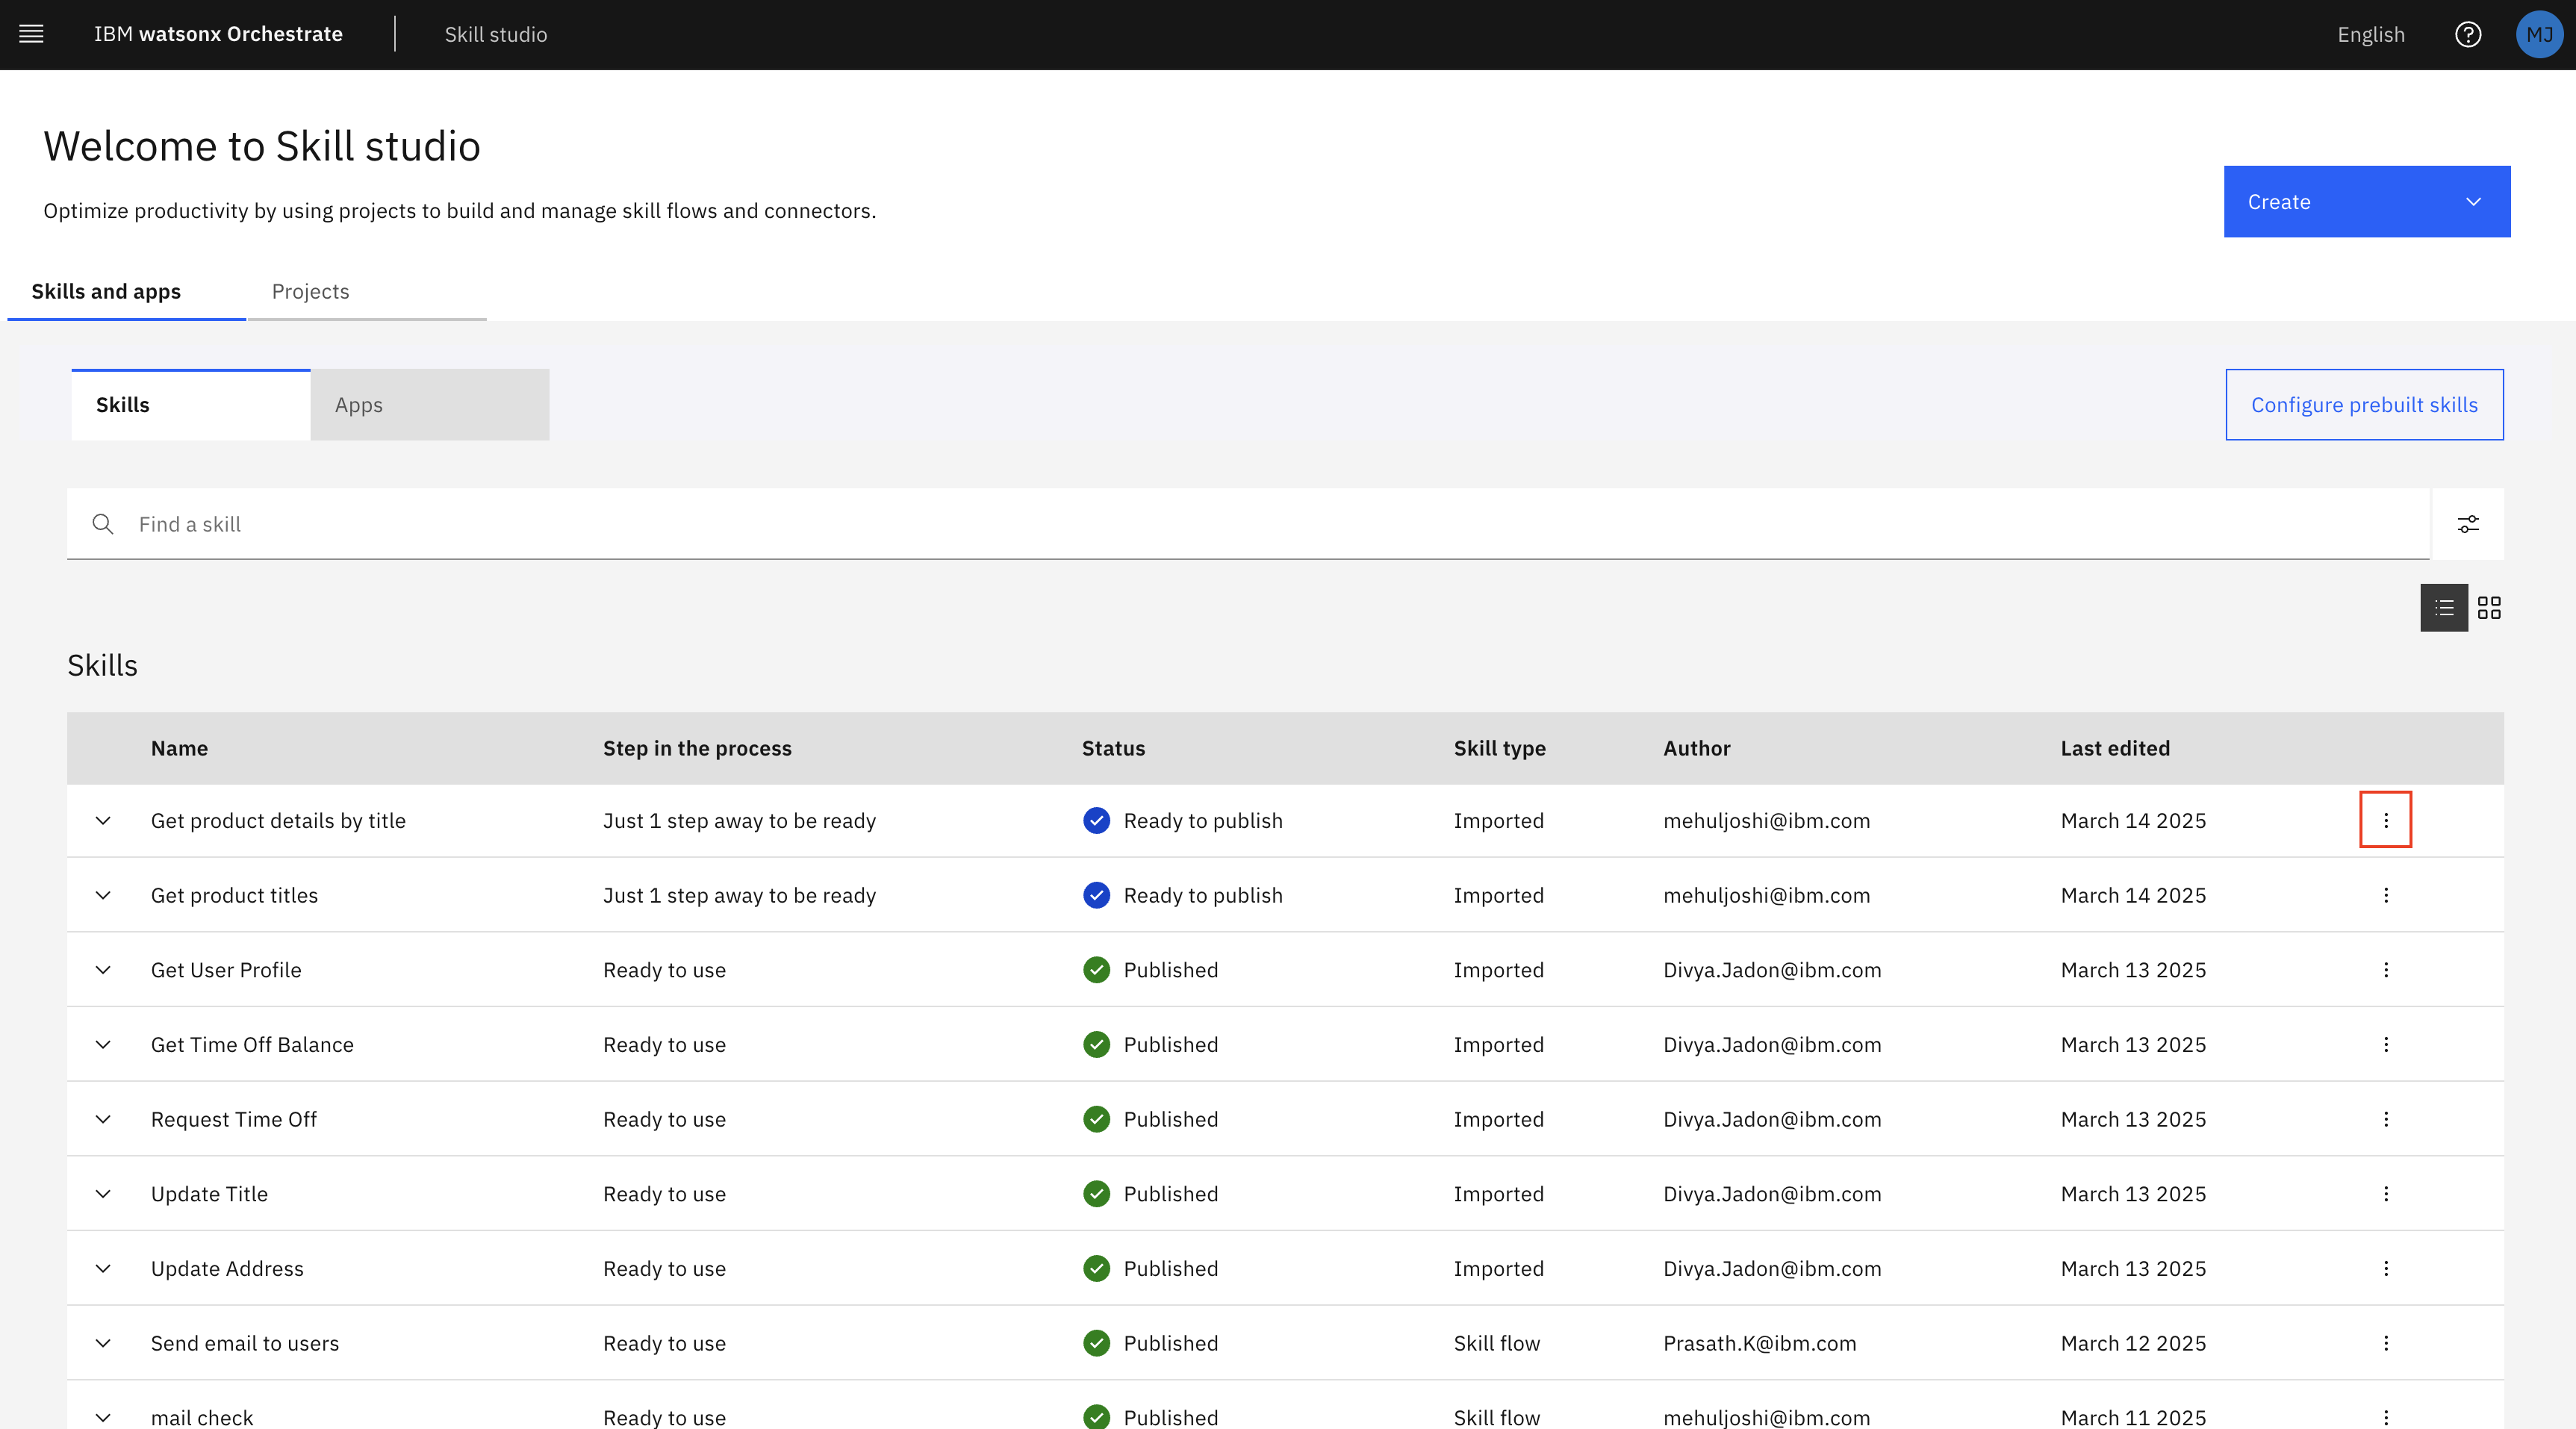 IBM watsonx Orchestrate Skill studio English MJ
Welcome to Skill studio
Optimize productivity by using projects to build and manage skill flows and connectors.
Create
Skills and apps Projects
Skills Apps Configure prebuilt skills
Find a skill
Skills
Name Step in the process Status Skill type Author Last edited
Get product details by title Just 1 step away to be ready Ready to publish Imported mehuljoshi@ibm.com March 14 2025
Get product titles Just 1 step away to be ready Ready to publish Imported mehuljoshi@ibm.com March 14 2025
Get User Profile Ready to use Published Imported Divya.Jadon@ibm.com March 13 2025
Get Time Off Balance Ready to use Published Imported Divya.Jadon@ibm.com March 13 2025
Request Time Off Ready to use Published Imported Divya.Jadon@ibm.com March 13 2025
Update Title Ready to use Published Imported Divya.Jadon@ibm.com March 13 2025
Update Address Ready to use Published Imported Divya.Jadon@ibm.com March 13 2025
Send email to users Ready to use Published Skill flow Prasath.K@ibm.com March 12 2025
mail check Ready to use Published Skill flow mehuljoshi@ibm.com March 11 2025